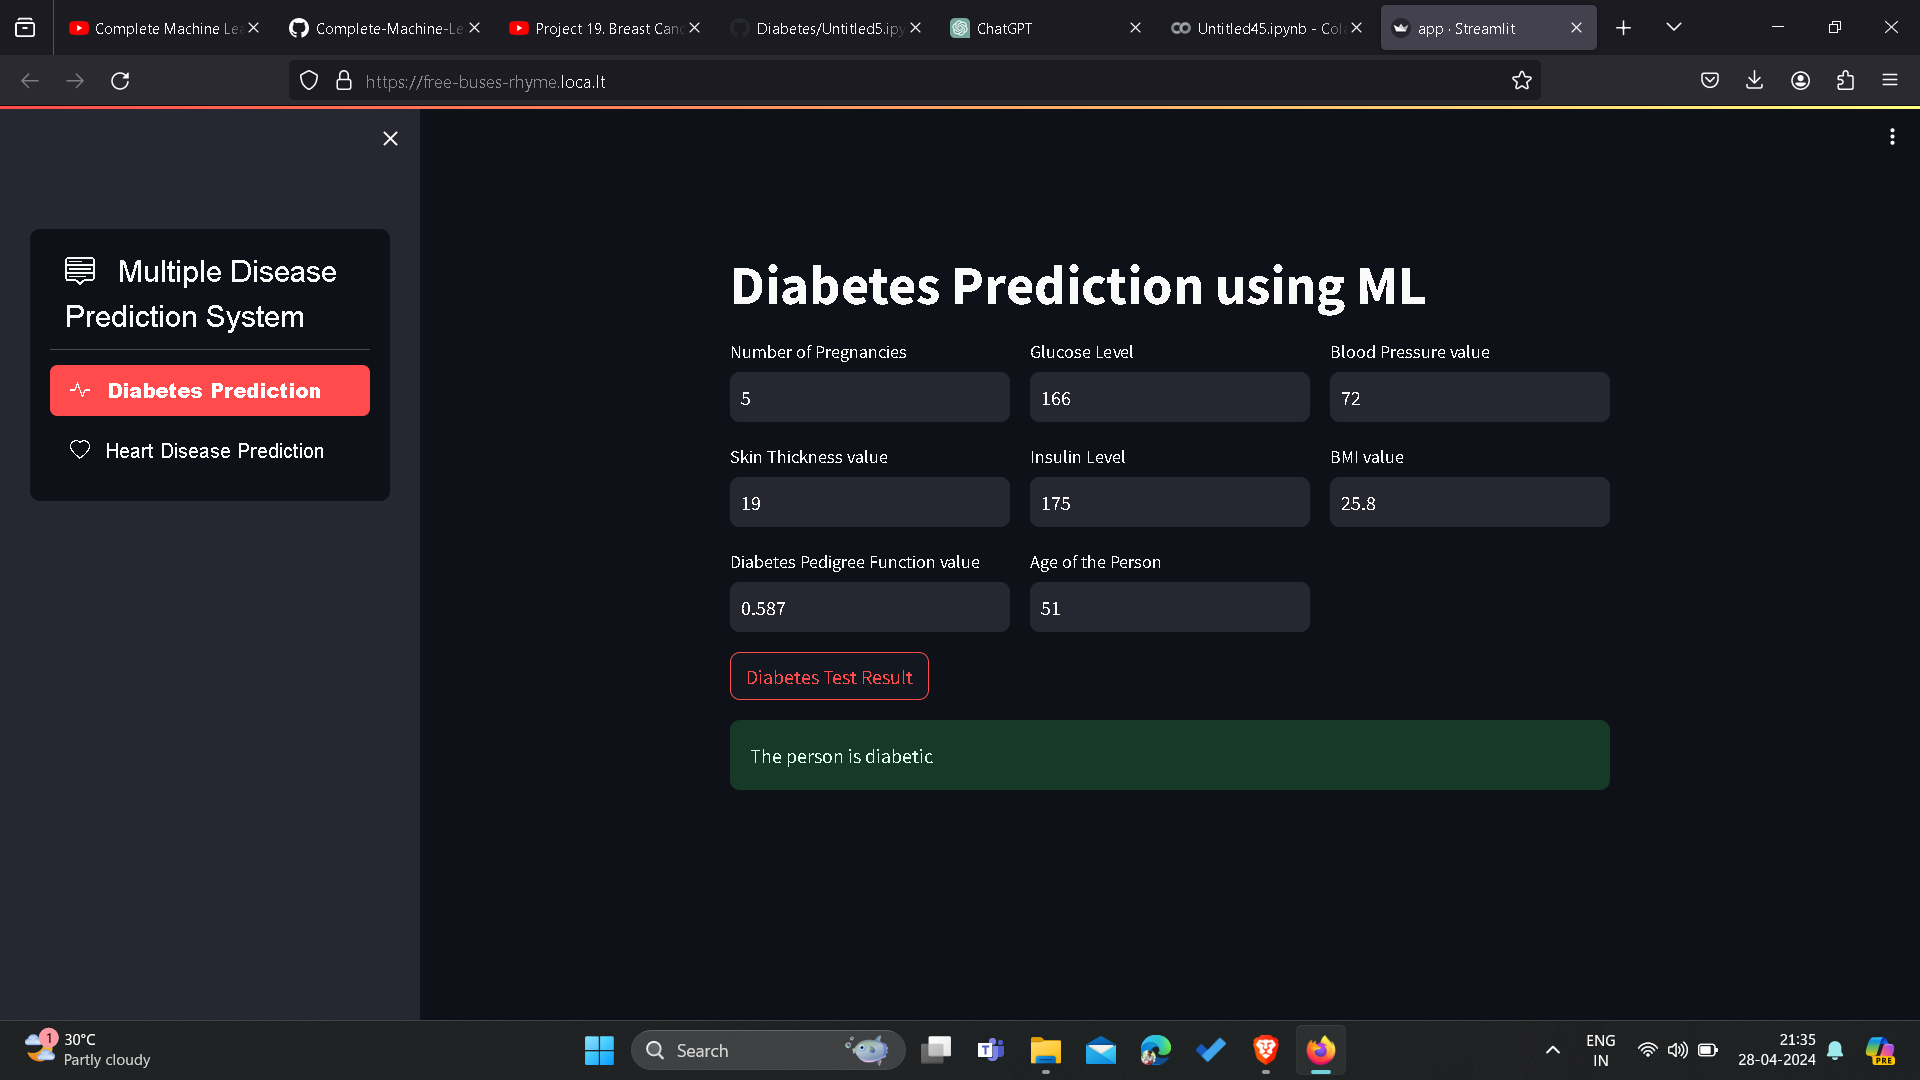 Complete Machine Le
Complete-Machine-Le
Project 19. Breast Canc
Diabetes/Untitled5.ipy
ChatGPT
Untitled45.ipynb - Col
app · Streamlit
https://free-buses-rhyme.loca.lt
Multiple Disease
Prediction System
Diabetes Prediction
Heart Disease Prediction
Diabetes Prediction using ML
Number of Pregnancies
Glucose Level
Blood Pressure value
5
166
72
Skin Thickness value
Insulin Level
BMI value
19
175
25.8
Diabetes Pedigree Function value
Age of the Person
0.587
51
Diabetes Test Result
The person is diabetic
1
30°C
Partly cloudy
Search
ENG
IN
21:35
28-04-2024
PRE